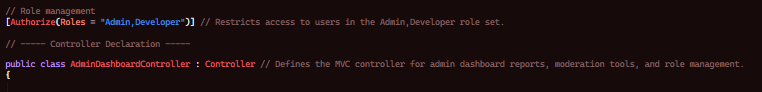 // Role management
[Authorize(Roles = "Admin,Developer")] // Restricts access to users in the Admin,Developer role set.
// ----- Controller Declaration -----
public class AdminDashboardController : Controller // Defines the MVC controller for admin dashboard reports, moderation tools, and role management.
{